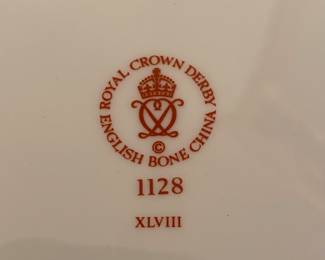 ROYAL CROWN DERBY
ENGLISH BONE CHINA
©
1128
XLVIII